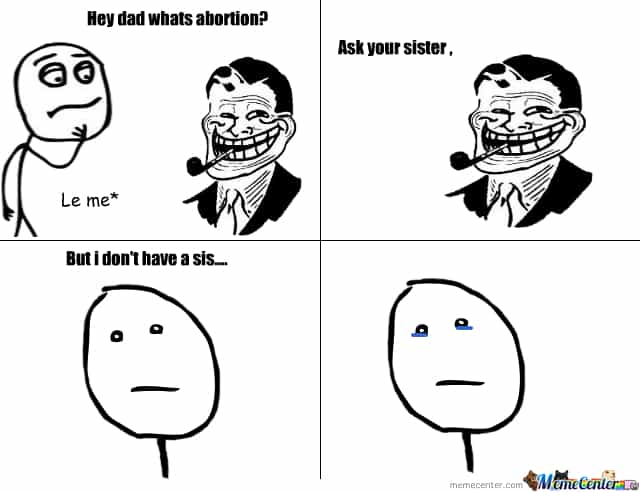 Hey dad whats abortion?
Le me*
Ask your sister ,
But i don't have a sis....
memecenter.com MemeCenter